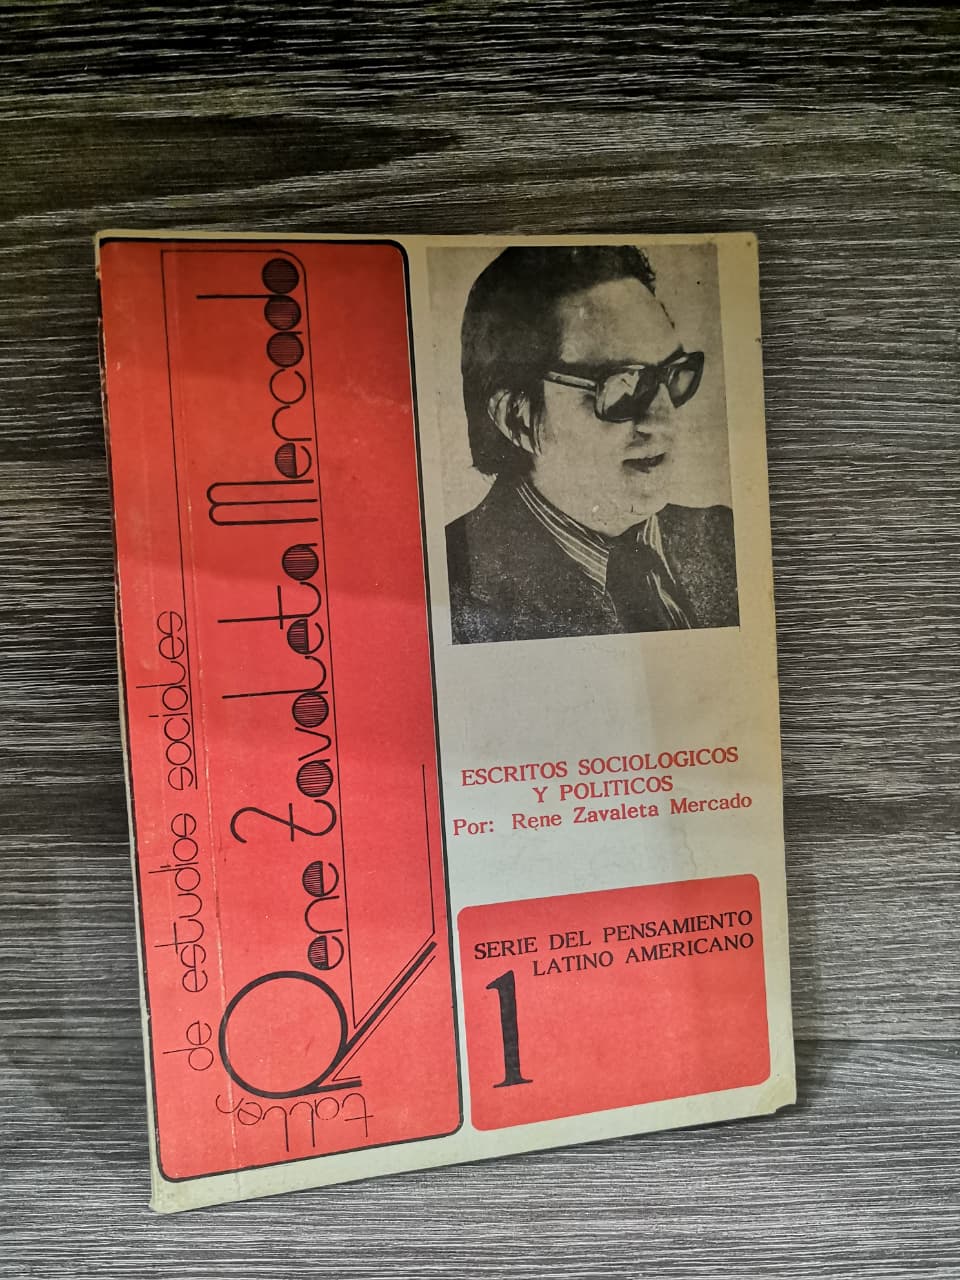 taller
de estudios sociales
Rene Zavaleta Mercado
ESCRITOS SOCIOLOGICOS
Y POLITICOS
Por: Rene Zavaleta Mercado
SERIE DEL PENSAMIENTO
LATINO AMERICANO
1